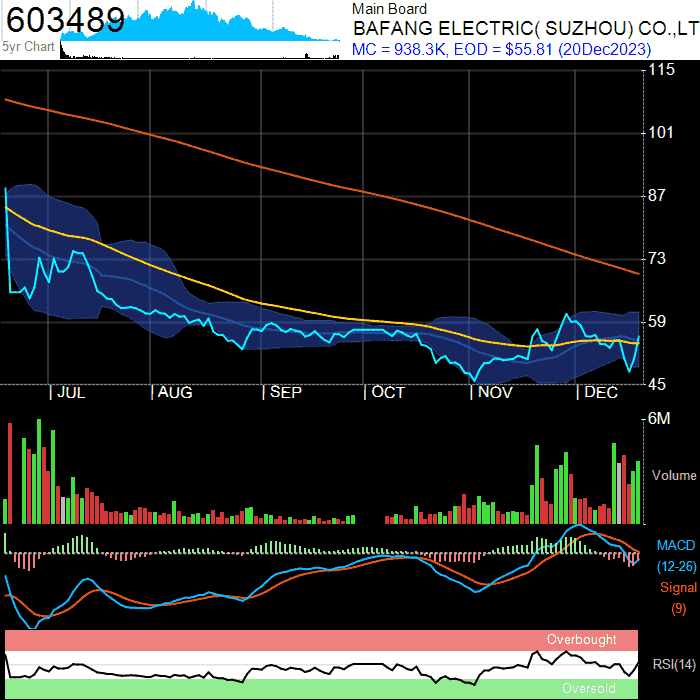 603489
5yr Chart
Main Board
BAFANG ELECTRIC( SUZHOU) CO.,LT
MC = 938.3K, EOD = $55.81 (20Dec2023)
115
101
87
73
59
45
JUL
AUG
SEP
OCT
NOV
DEC
6M
Volume
MACD
(12-26)
Signal
(9)
Overbought
RSI(14)
Oversold